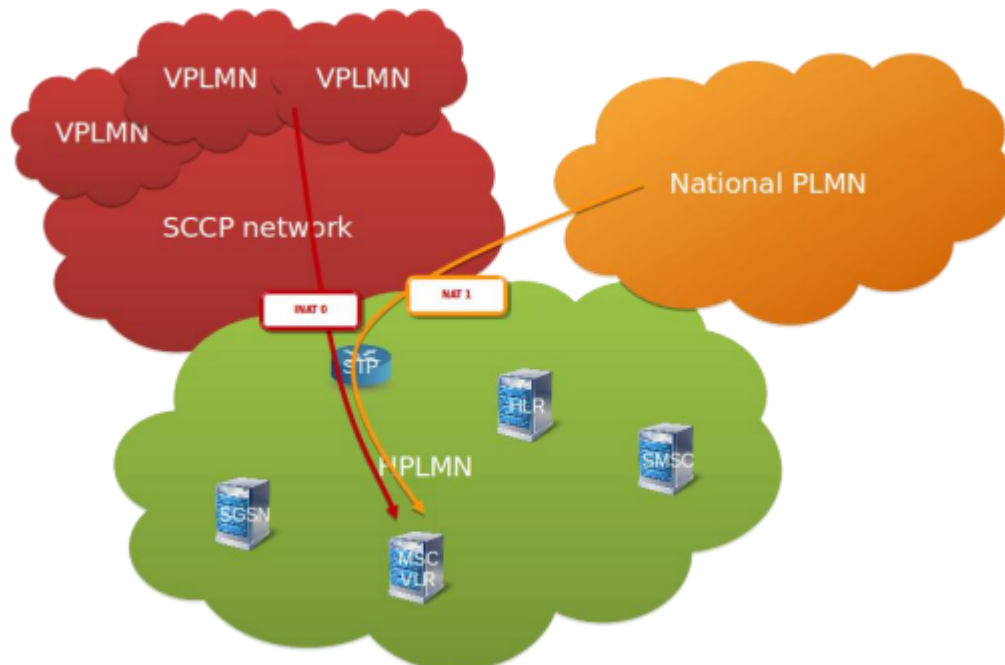 VPLMN
VPLMN
VPLMN
SCCP network
National PLMN
INAT 0
NAT 1
STP
HLR
SMSC
HPLMN
SGSN
MSC
VLR